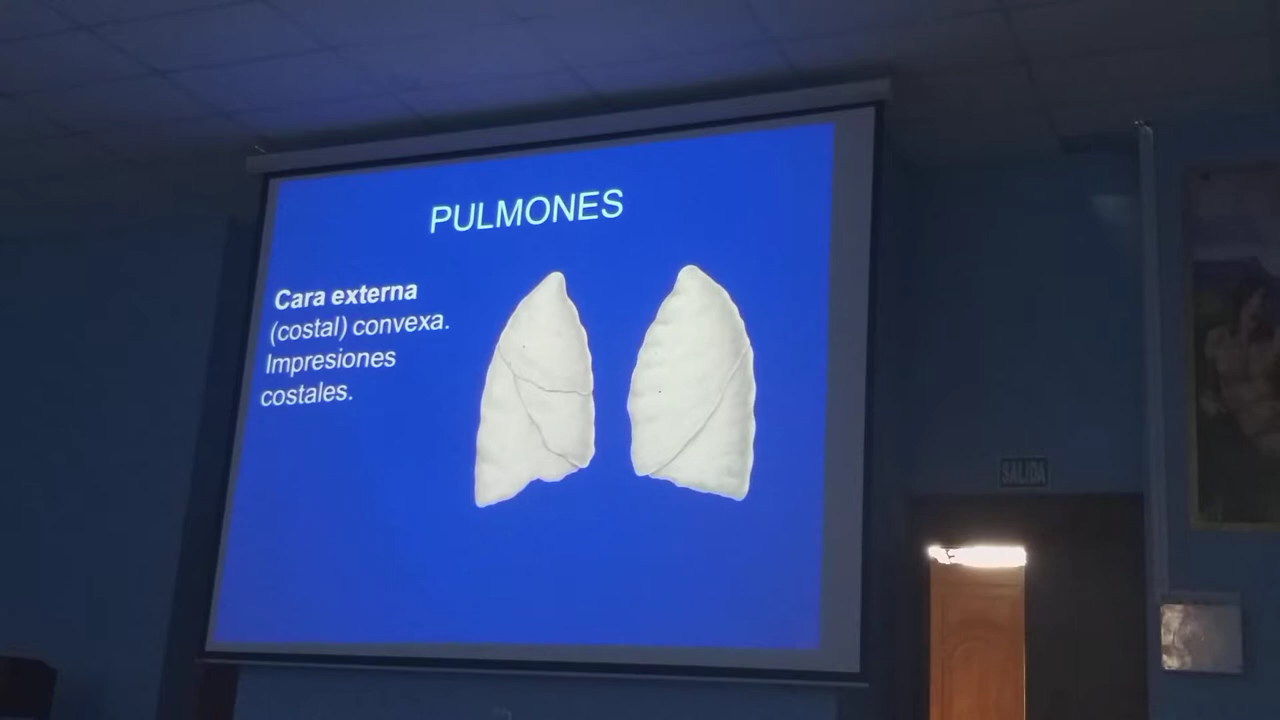 PULMONES
Cara externa
(costal) convexa.
Impresiones
costales.
SALIDA